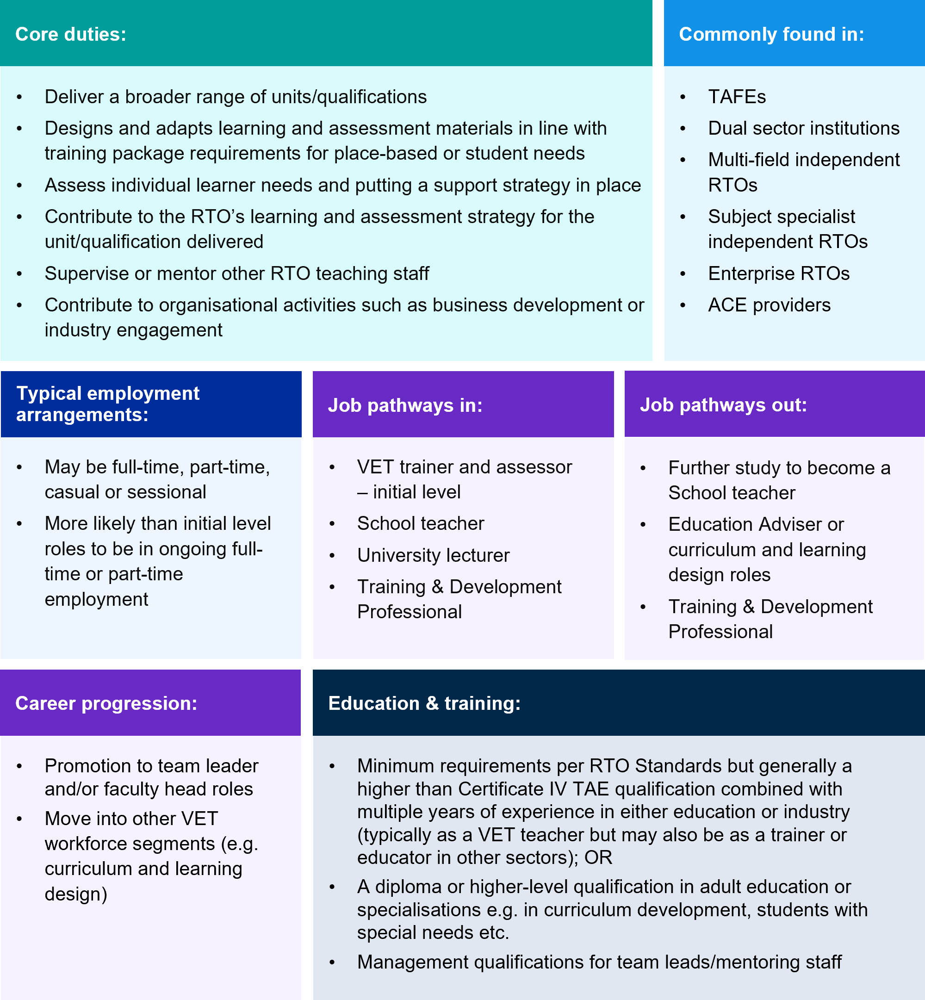 Core duties:
• Deliver a broader range of units/qualifications
• Designs and adapts learning and assessment materials in line with
training package requirements for place-based or student needs
• Assess individual learner needs and putting a support strategy in place
• Contribute to the RTO’s learning and assessment strategy for the
unit/qualification delivered
• Supervise or mentor other RTO teaching staff
• Contribute to organisational activities such as business development or
industry engagement
Commonly found in:
• TAFEs
• Dual sector institutions
• Multi-field independent
RTOs
• Subject specialist
independent RTOs
• Enterprise RTOs
• ACE providers
Typical employment
arrangements:
• May be full-time, part-time,
casual or sessional
• More likely than initial level
roles to be in ongoing full-
time or part-time
employment
Job pathways in:
• VET trainer and assessor
– initial level
• School teacher
• University lecturer
• Training & Development
Professional
Job pathways out:
• Further study to become a
School teacher
• Education Adviser or
curriculum and learning
design roles
• Training & Development
Professional
Career progression:
• Promotion to team leader
and/or faculty head roles
• Move into other VET
workforce segments (e.g.
curriculum and learning
design)
Education & training:
• Minimum requirements per RTO Standards but generally a
higher than Certificate IV TAE qualification combined with
multiple years of experience in either education or industry
(typically as a VET teacher but may also be as a trainer or
educator in other sectors); OR
• A diploma or higher-level qualification in adult education or
specialisations e.g. in curriculum development, students with
special needs etc.
• Management qualifications for team leads/mentoring staff